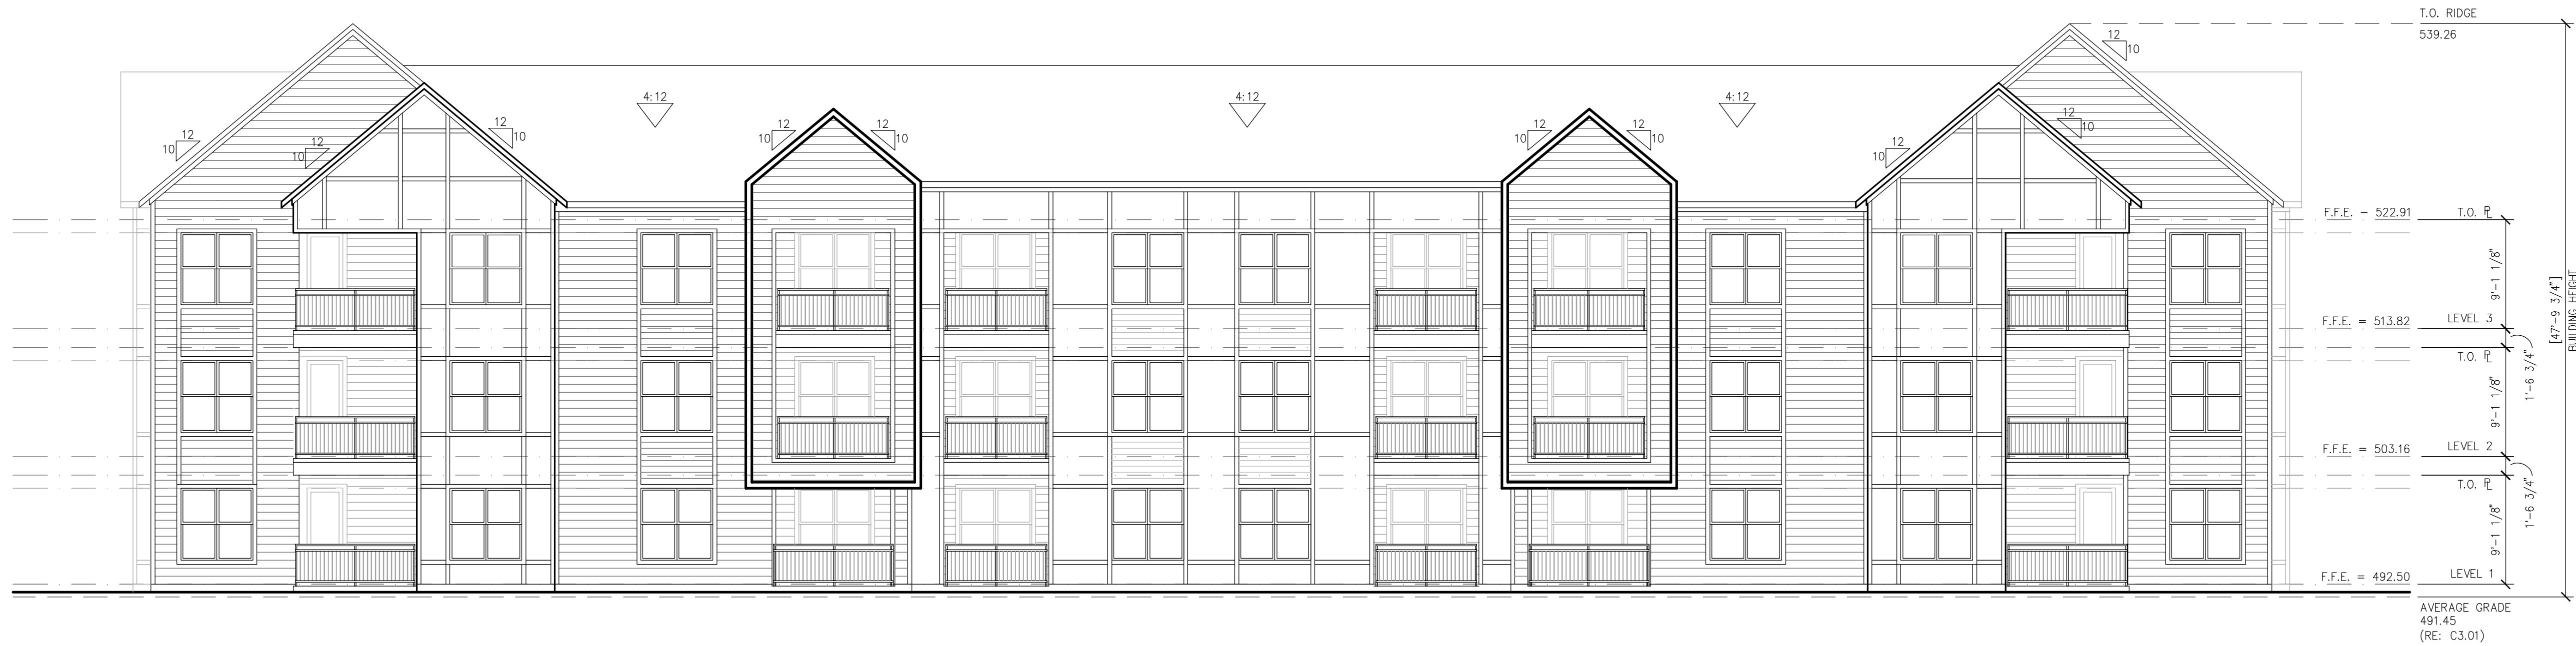 T.O. RIDGE
539.26
12
10
4:12
4:12
4:12
12
10
12
10
12
10
12
10
12
10
12
10
12
10
12
10
12
10
F.F.E. - 522.91
T.O. PL
9'-1 1/8"
[47'-9 3/4"]
BUILDING HEIGHT
F.F.E. = 513.82
LEVEL 3
T.O. PL
1'-6 3/4"
9'-1 1/8"
F.F.E. = 503.16
LEVEL 2
T.O. PL
1'-6 3/4"
9'-1 1/8"
F.F.E. = 492.50
LEVEL 1
AVERAGE GRADE
491.45
(RE: C3.01)